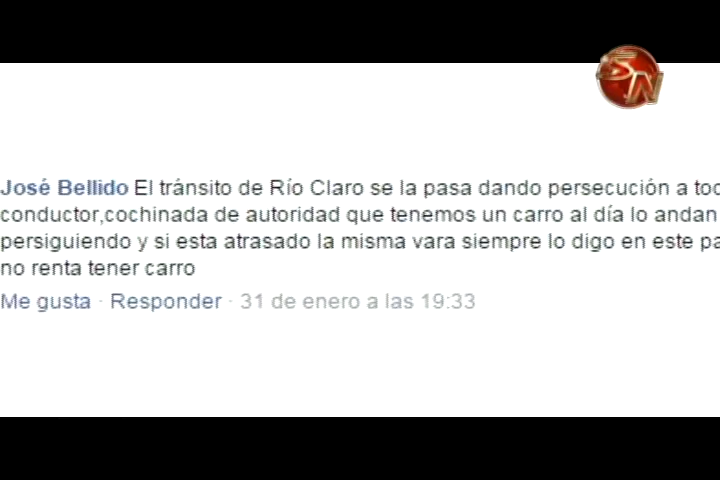 SN
José Bellido El tránsito de Río Claro se la pasa dando persecución a
conductor,cochinada de autoridad que tenemos un carro al día lo andan
persiguiendo y si esta atrasado la misma vara siempre lo digo en este
no renta tener carro
Me gusta · Responder · 31 de enero a las 19:33